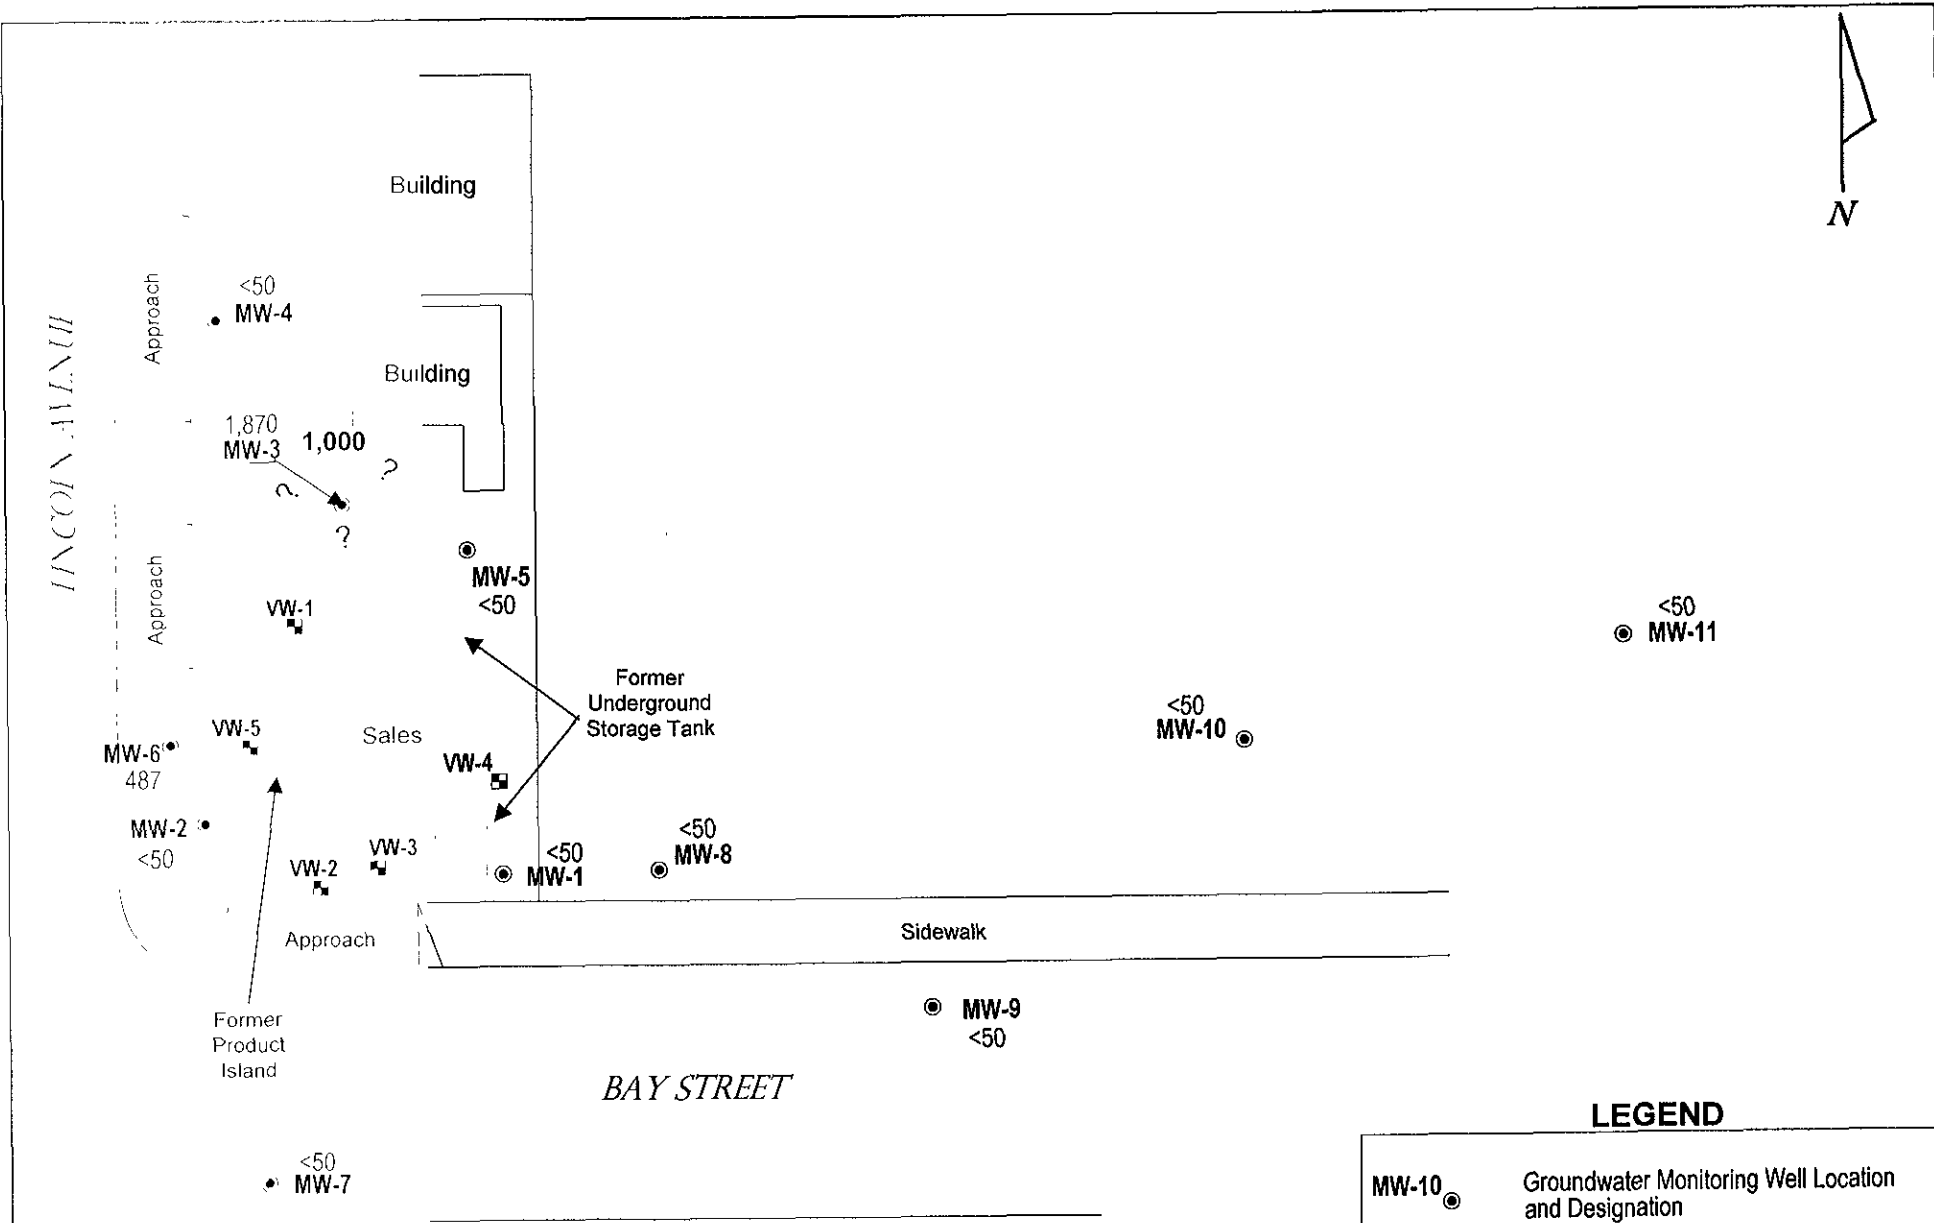 Building
N
<50
MW-4
Approach
Building
1,870
MW-3
1,000
?
?
?
MW-5
<50
Approach
VW-1
<50
MW-11
Former
Underground
Storage Tank
<50
MW-10
VW-5
Sales
MW-6
487
VW-4
MW-2
<50
VW-3
VW-2
<50
MW-1
<50
MW-8
Approach
Sidewalk
Former
Product
Island
MW-9
<50
BAY STREET
<50
MW-7
LEGEND
MW-10
Groundwater Monitoring Well Location
and Designation